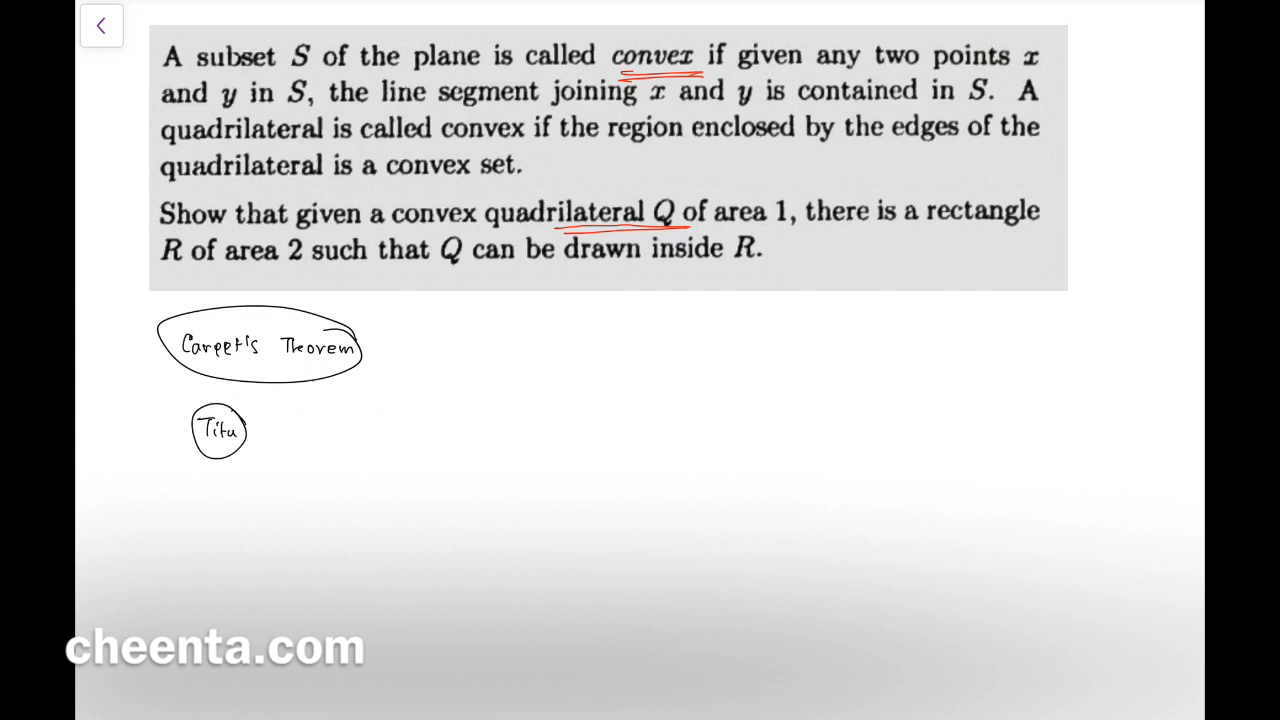 A subset S of the plane is called convex if given any two points x
and y in S, the line segment joining x and y is contained in S. A
quadrilateral is called convex if the region enclosed by the edges of the
quadrilateral is a convex set.
Show that given a convex quadrilateral Q of area 1, there is a rectangle
R of area 2 such that Q can be drawn inside R.
Carpet's Theorem
Titu
cheenta.com